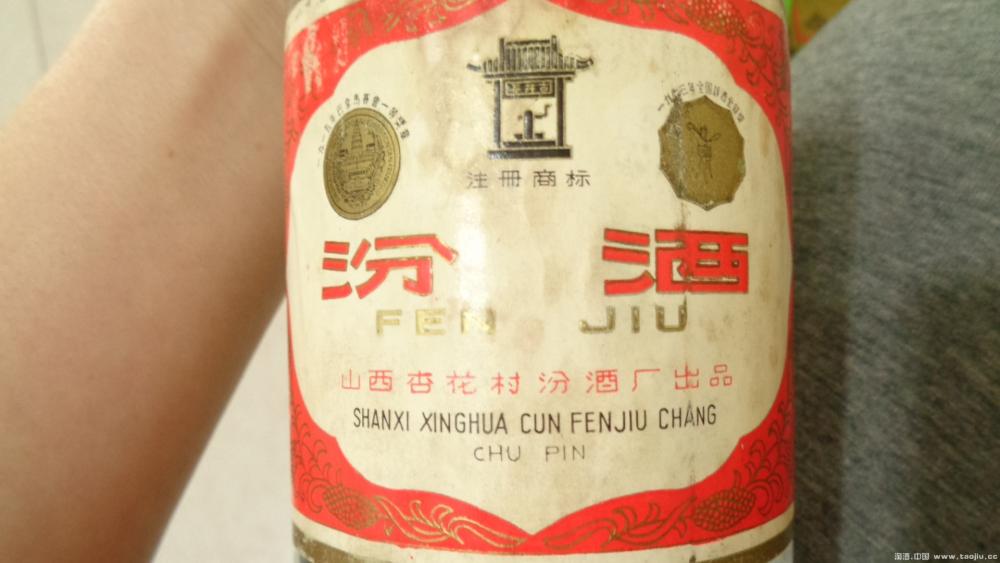 注册商标
汾酒
FEN JIU
山西杏花村汾酒厂出品
SHANXI XINGHUA CUN FENJIU CHANG
CHU PIN
淘酒.中国 www.taojiu.cc